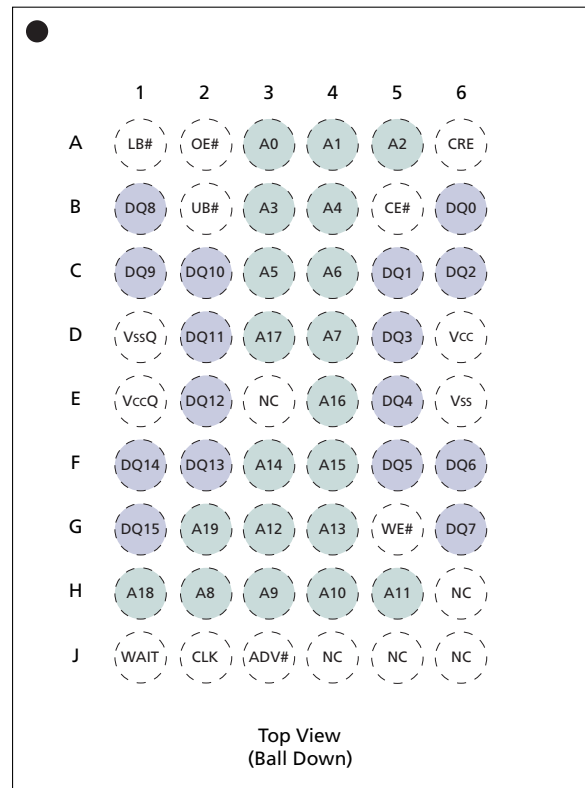 1 2 3 4 5 6
A LB# OE# A0 A1 A2 CRE
B DQ8 UB# A3 A4 CE# DQ0
C DQ9 DQ10 A5 A6 DQ1 DQ2
D VssQ DQ11 A17 A7 DQ3 Vcc
E VccQ DQ12 NC A16 DQ4 Vss
F DQ14 DQ13 A14 A15 DQ5 DQ6
G DQ15 A19 A12 A13 WE# DQ7
H A18 A8 A9 A10 A11 NC
J WAIT CLK ADV# NC NC NC
Top View
(Ball Down)